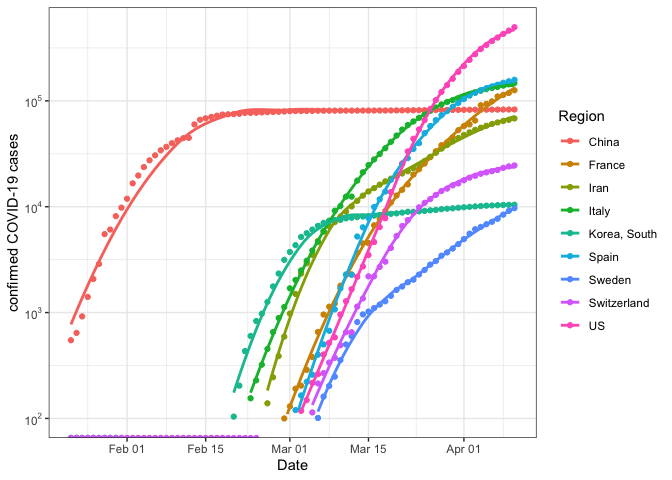 10⁵
10⁴
10³
10²
confirmed COVID-19 cases
Feb 01
Feb 15
Mar 01
Mar 15
Apr 01
Date
Region
China
France
Iran
Italy
Korea, South
Spain
Sweden
Switzerland
US